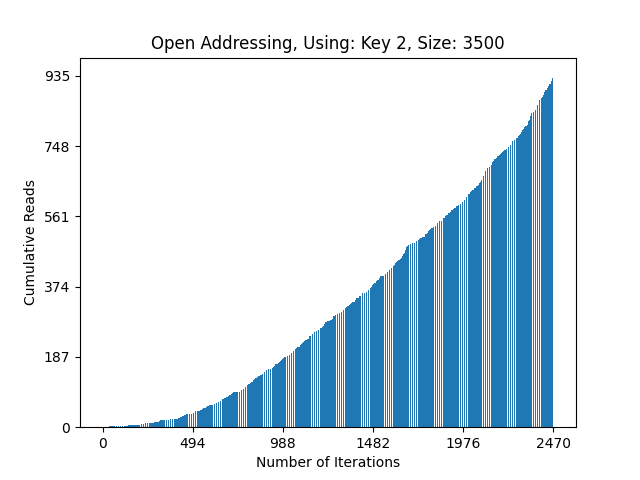 Open Addressing, Using: Key 2, Size: 3500
935
748
561
374
187
0
Cumulative Reads
0 494 988 1482 1976 2470
Number of Iterations